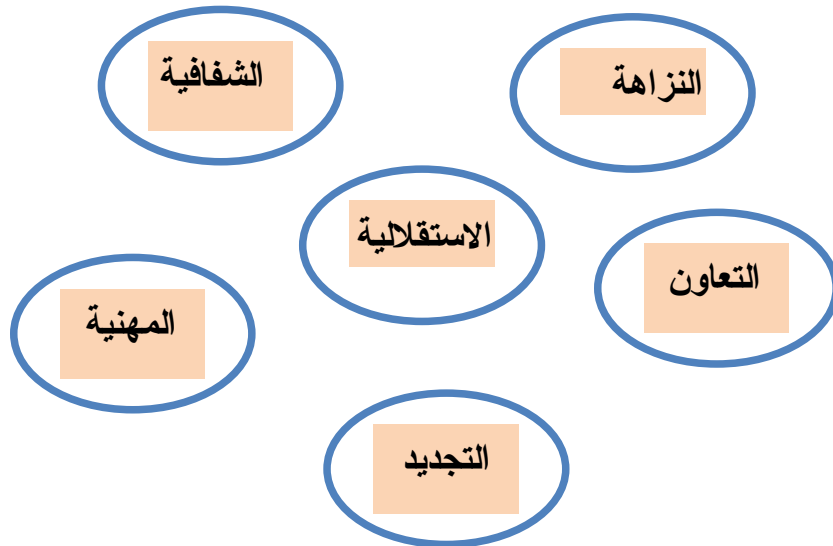 النزاهة
الشفافية
الاستقلالية
التعاون
المهنية
التجديد